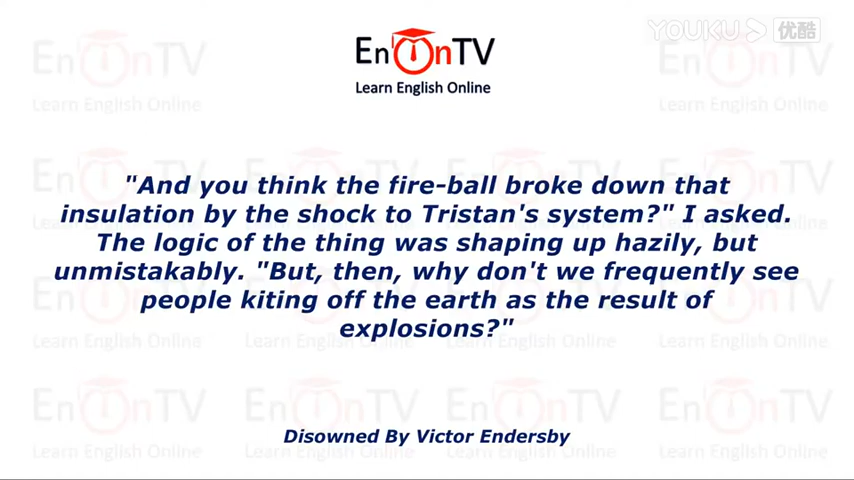 EnOnTV
Learn English Online
YOUKU 优酷
"And you think the fire-ball broke down that
insulation by the shock to Tristan's system?" I asked.
The logic of the thing was shaping up hazily, but
unmistakably. "But, then, why don't we frequently see
people kiting off the earth as the result of
explosions?"
Disowned By Victor Endersby